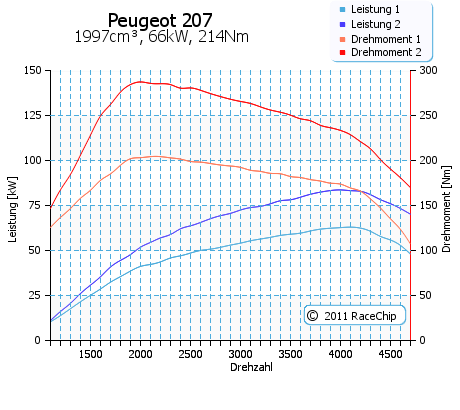 Peugeot 207
1997cm³, 66kW, 214Nm
Leistung 1
Leistung 2
Drehmoment 1
Drehmoment 2
150
125
100
75
50
25
0
Leistung [kW]
300
250
200
150
100
50
0
Drehmoment [Nm]
1500 2000 2500 3000 3500 4000 4500
Drehzahl
© 2011 RaceChip